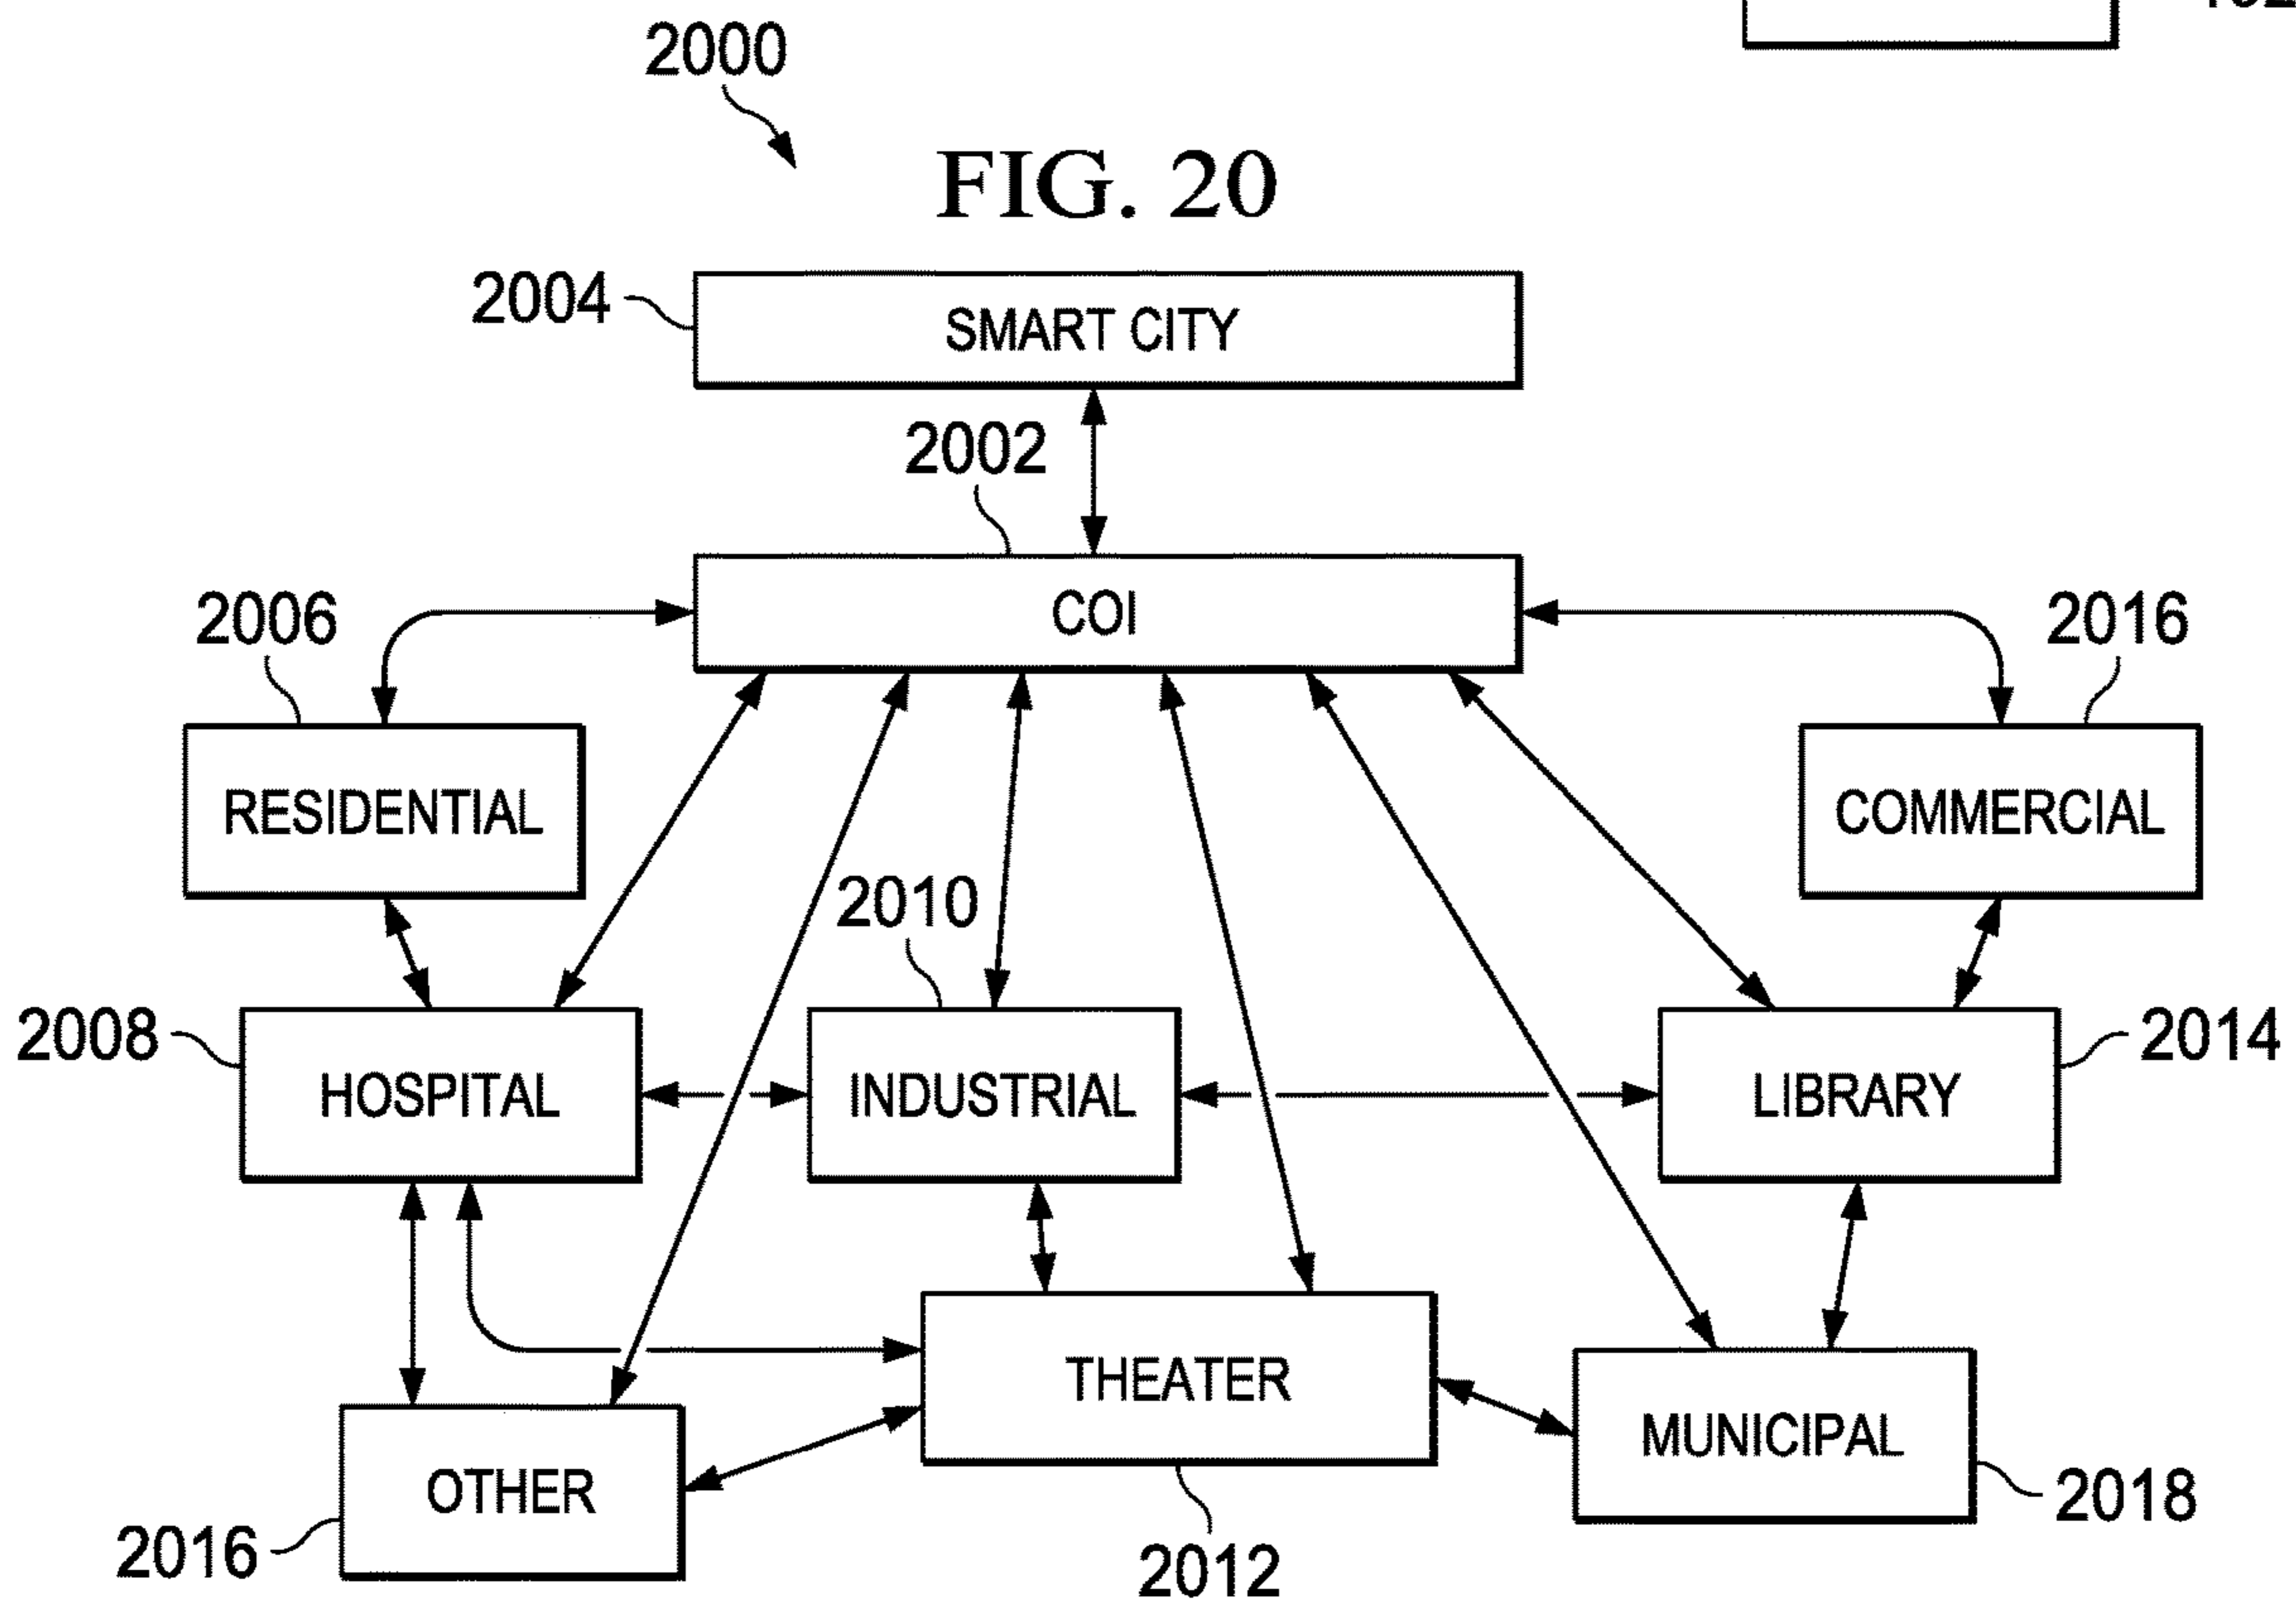 2000
FIG. 20
2004
SMART CITY
2002
COI
2006
2016
RESIDENTIAL
COMMERCIAL
2010
2008
HOSPITAL
INDUSTRIAL
LIBRARY
2014
THEATER
MUNICIPAL
OTHER
2018
2016
2012